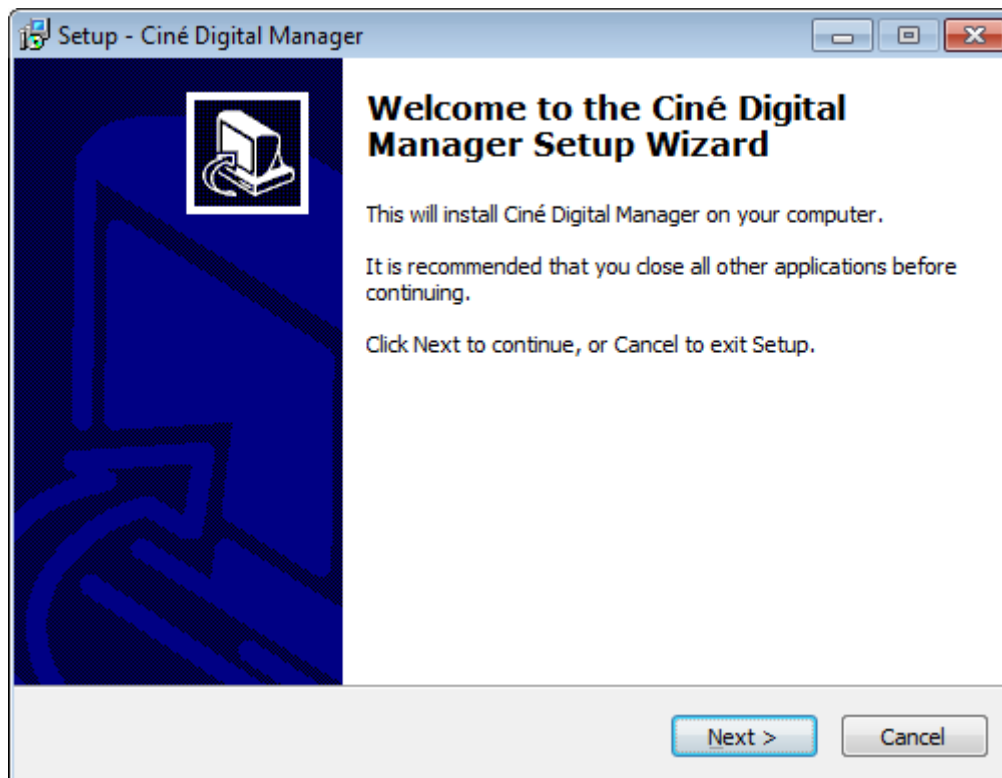 Setup - Ciné Digital Manager
Welcome to the Ciné Digital
Manager Setup Wizard
This will install Ciné Digital Manager on your computer.
It is recommended that you close all other applications before
continuing.
Click Next to continue, or Cancel to exit Setup.
Next >
Cancel